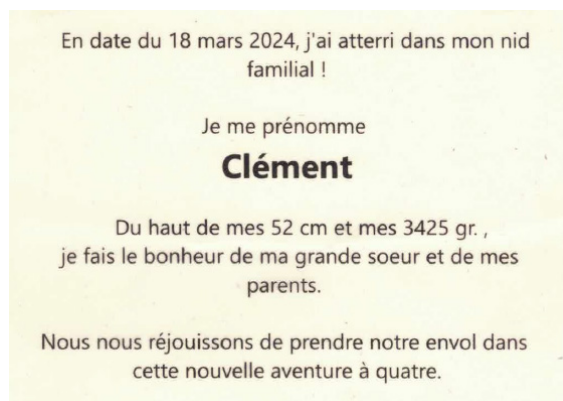 En date du 18 mars 2024, j'ai atterri dans mon nid
familial !
Je me prénomme
Clément
Du haut de mes 52 cm et mes 3425 gr. ,
je fais le bonheur de ma grande soeur et de mes
parents.
Nous nous réjouissons de prendre notre envol dans
cette nouvelle aventure à quatre.